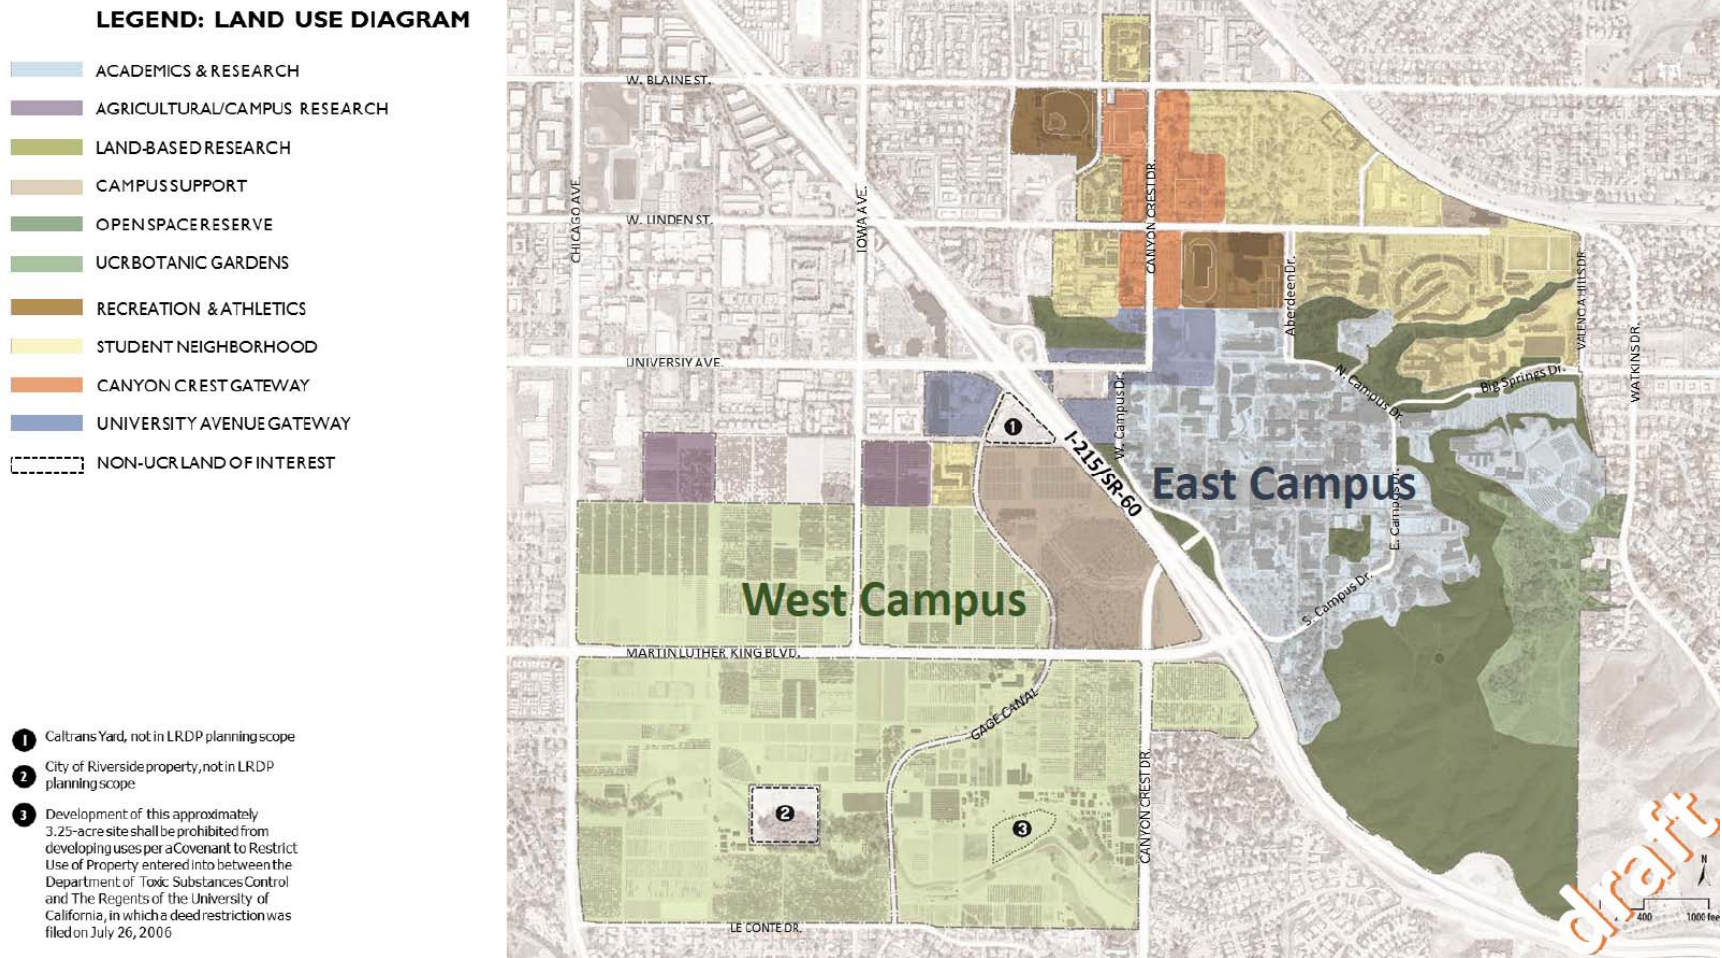 LEGEND: LAND USE DIAGRAM
ACADEMICS & RESEARCH
AGRICULTURAL/CAMPUS RESEARCH
LAND-BASED RESEARCH
CAMPUS SUPPORT
OPEN SPACE RESERVE
UCR BOTANIC GARDENS
RECREATION & ATHLETICS
STUDENT NEIGHBORHOOD
CANYON CREST GATEWAY
UNIVERSITY AVENUE GATEWAY
NON-UCR LAND OF INTEREST
1 Caltrans Yard, not in LRDP planning scope
2 City of Riverside property, not in LRDP
planning scope
3 Development of this approximately
3.25-acre site shall be prohibited from
developing uses per a Covenant to Restrict
Use of Property entered into between the
Department of Toxic Substances Control
and The Regents of the University of
California, in which a deed restriction was
filed on July 26, 2006
W. BLAINE ST.
CHICAGO AVE.
IOWA AVE.
CANYON CREST DR.
W. LINDEN ST.
CANYON CREST DR.
Aberdeen Dr.
VALENCIA HILLS DR.
WATKINS DR.
UNIVERSIY AVE.
W. Campus Dr.
N. Campus Dr.
Big Springs Dr.
1
I-215/SR-60
East Campus
E. Campus Dr.
West Campus
S. Campus Dr.
MARTIN LUTHER KING BLVD.
GAGE CANAL
CANYON CREST DR.
2
3
LE CONTE DR.
draft
N
400
1000 fee